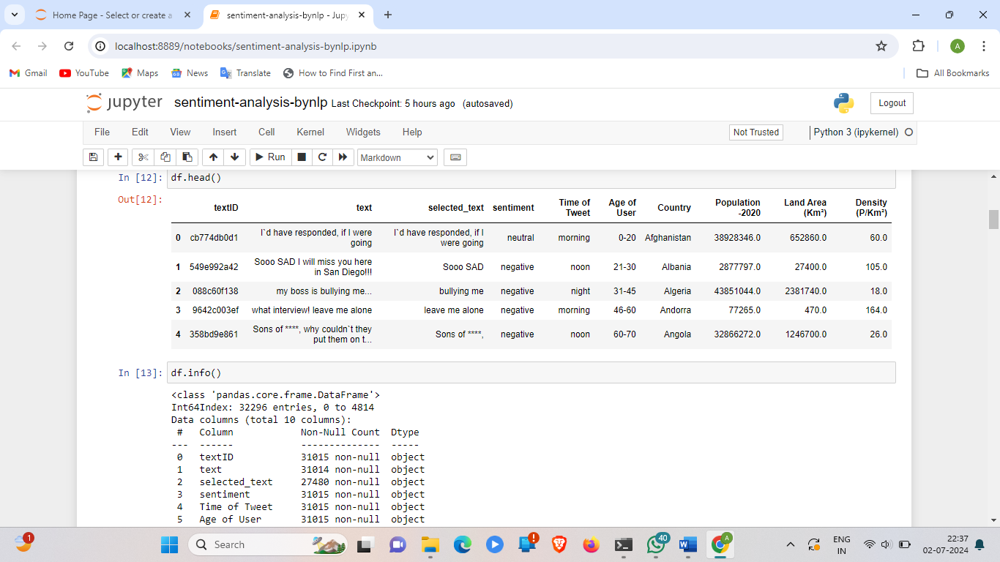 Home Page - Select or create a
sentiment-analysis-bynlp - Jupy
localhost:8889/notebooks/sentiment-analysis-bynlp.ipynb
A
Gmail YouTube Maps News Translate How to Find First an... All Bookmarks
jupyter sentiment-analysis-bynlp Last Checkpoint: 5 hours ago (autosaved) Logout
File Edit View Insert Cell Kernel Widgets Help Not Trusted Python 3 (ipykernel)
Run Markdown
In [12]: df.head()
Out[12]:
textID text selected_text sentiment Time of Tweet Age of User Country Population -2020 Land Area (Km²) Density (P/Km²)
0 cb774db0d1 I`d have responded, if I were going I`d have responded, if I were going neutral morning 0-20 Afghanistan 38928346.0 652860.0 60.0
1 549e992a42 Sooo SAD I will miss you here in San Diego!!! Sooo SAD negative noon 21-30 Albania 2877797.0 27400.0 105.0
2 088c60f138 my boss is bullying me... bullying me negative night 31-45 Algeria 43851044.0 2381740.0 18.0
3 9642c003ef what interview! leave me alone leave me alone negative morning 46-60 Andorra 77265.0 470.0 164.0
4 358bd9e861 Sons of ****, why couldn`t they put them on t... Sons of ****, negative noon 60-70 Angola 32866272.0 1246700.0 26.0
In [13]: df.info()
<class 'pandas.core.frame.DataFrame'>
Int64Index: 32296 entries, 0 to 4814
Data columns (total 10 columns):
# Column Non-Null Count Dtype
--- ------ -------------- -----
0 textID 31015 non-null object
1 text 31014 non-null object
2 selected_text 27480 non-null object
3 sentiment 31015 non-null object
4 Time of Tweet 31015 non-null object
5 Age of User 31015 non-null object
1
Search
40
A
ENG
IN
22:37
02-07-2024